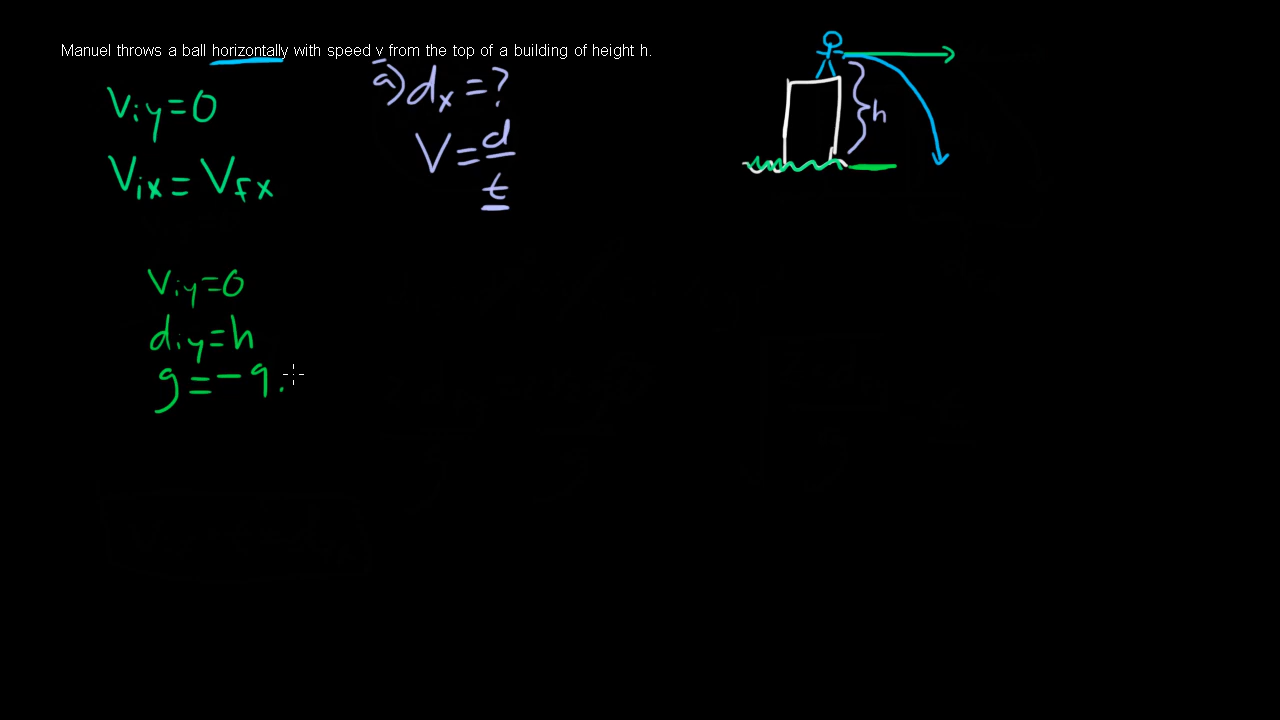 Manuel throws a ball horizontally with speed v from the top of a building of height h.
Viy=0
Vix = Vfx
a) dx = ?
V = d/t
h
Viy=0
diy=h
g = -9.